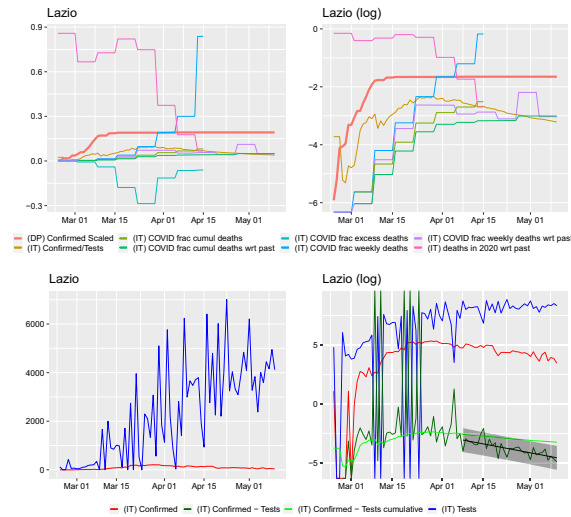 Lazio
Lazio (log)
0.9
0.6
0.3
0.0
−0.3
0
−2
−4
−6
Mar 01 Mar 15 Apr 01 Apr 15 May 01
Mar 01 Mar 15 Apr 01 Apr 15 May 01
(DP) Confirmed Scaled (IT) COVID frac cumul deaths (IT) COVID frac excess deaths (IT) COVID frac weekly deaths wrt past
(IT) Confirmed/Tests (IT) COVID frac cumul deaths wrt past (IT) COVID frac weekly deaths (IT) deaths in 2020 wrt past
Lazio
Lazio (log)
6000
4000
2000
0
5
0
−5
Mar 01 Mar 15 Apr 01 Apr 15 May 01
Mar 01 Mar 15 Apr 01 Apr 15 May 01
(IT) Confirmed (IT) Confirmed − Tests (IT) Confirmed − Tests cumulative (IT) Tests